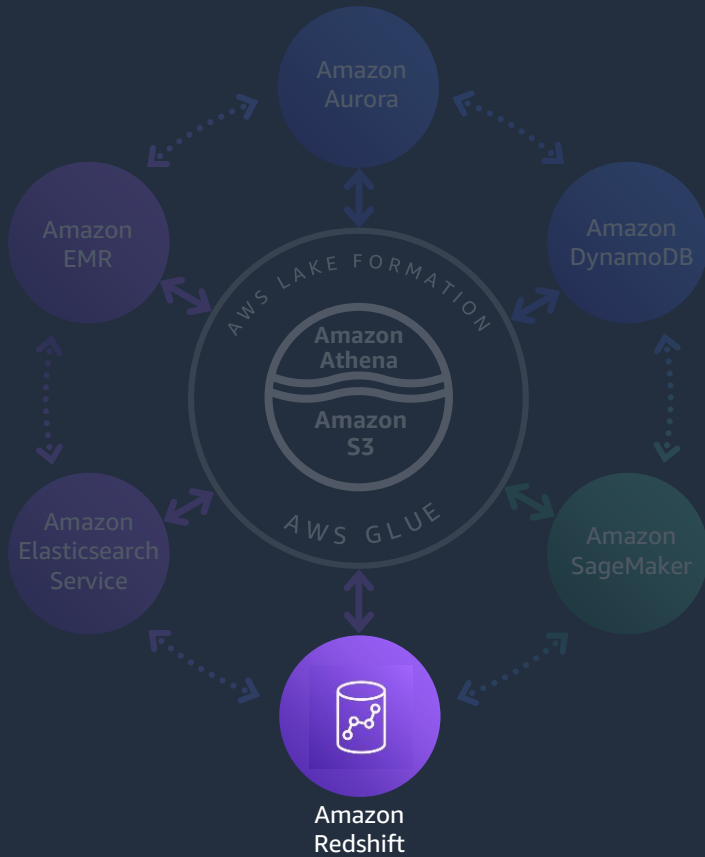 Amazon
Aurora
Amazon
EMR
Amazon
DynamoDB
AWS LAKE FORMATION
Amazon
Athena
Amazon
S3
AWS GLUE
Amazon
Elasticsearch
Service
Amazon
SageMaker
Amazon
Redshift